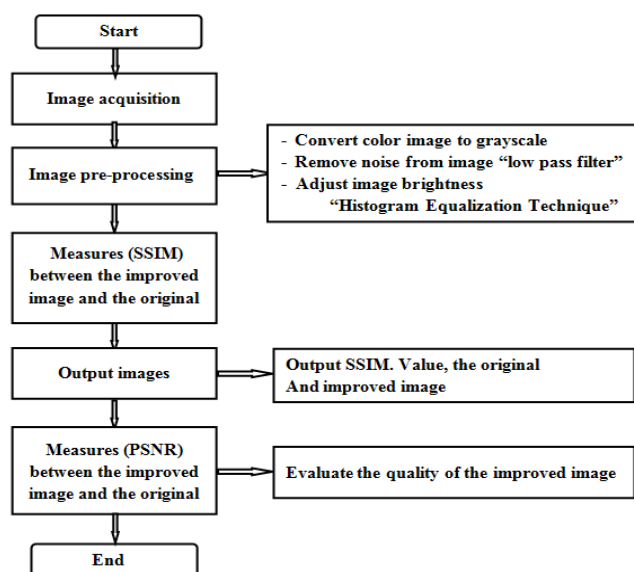 Start
Image acquisition
Image pre-processing
- Convert color image to grayscale
- Remove noise from image “low pass filter”
- Adjust image brightness
“Histogram Equalization Technique”
Measures (SSIM)
between the improved
image and the original
Output images
Output SSIM. Value, the original
And improved image
Measures (PSNR)
between the improved
image and the original
Evaluate the quality of the improved image
End